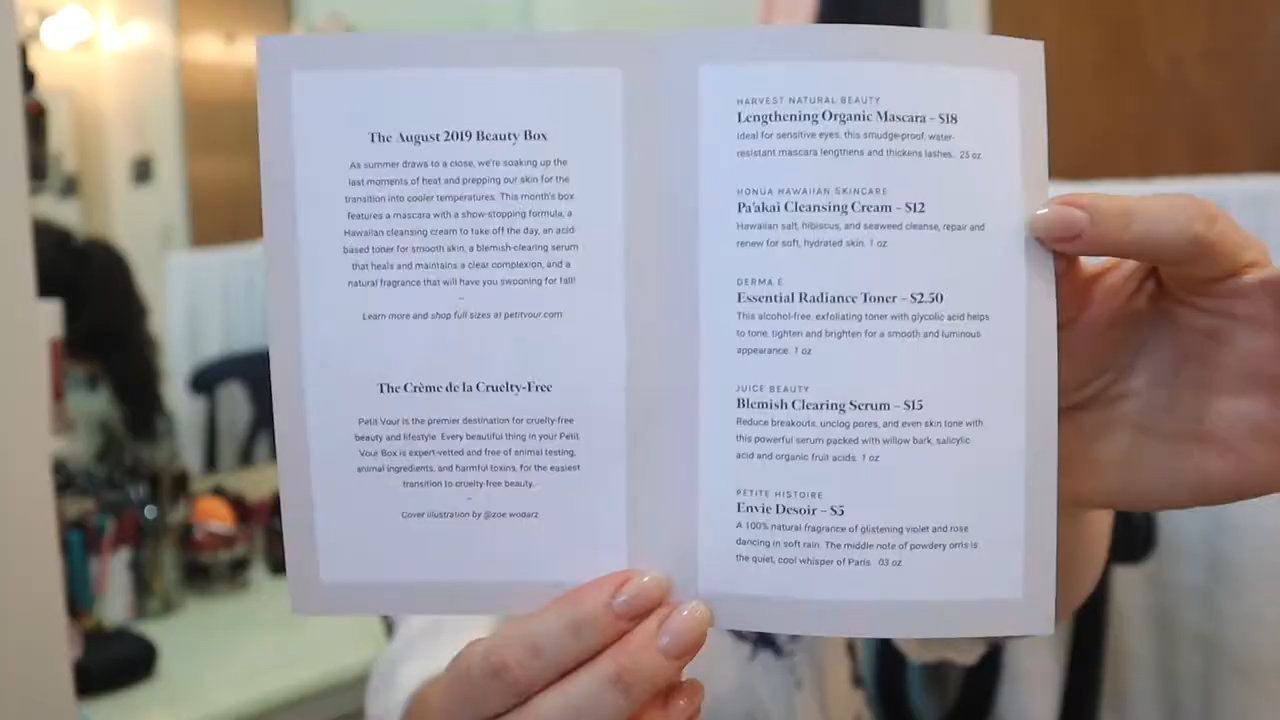 The August 2019 Beauty Box
As summer draws to a close, we're soaking up the
last moments of heat and prepping our skin for the
transition into cooler temperatures. This month's box
features a mascara with a show-stopping formula, a
Hawaiian cleansing cream to take off the day, an acid-
based toner for smooth skin, a blemish-clearing serum
that heals and maintains a clear complexion, and a
natural fragrance that will have you swooning for fall!
–
Learn more and shop full sizes at petitvour.com
The Crème de la Cruelty-Free
Petit Vour is the premier destination for cruelty-free
beauty and lifestyle. Every beautiful thing in your Petit
Vour Box is expert-vetted and free of animal testing,
animal ingredients, and harmful toxins, for the easiest
transition to cruelty-free beauty.
–
Cover illustration by @zoe wodarz
HARVEST NATURAL BEAUTY
Lengthening Organic Mascara – $18
Ideal for sensitive eyes, this smudge-proof, water-
resistant mascara lengthens and thickens lashes. .25 oz
HONUA HAWAIIAN SKINCARE
Pa'akai Cleansing Cream – $12
Hawaiian salt, hibiscus, and seaweed cleanse, repair and
renew for soft, hydrated skin. 1 oz
DERMA E
Essential Radiance Toner – $2.50
This alcohol-free, exfoliating toner with glycolic acid helps
to tone, tighten and brighten for a smooth and luminous
appearance. 1 oz
JUICE BEAUTY
Blemish Clearing Serum – $15
Reduce breakouts, unclog pores, and even skin tone with
this powerful serum packed with willow bark, salicylic
acid and organic fruit acids. 1 oz
PETITE HISTOIRE
Envie Desoir – $5
A 100% natural fragrance of glistening violet and rose
dancing in soft rain. The middle note of powdery orris is
the quiet, cool whisper of Paris. .03 oz